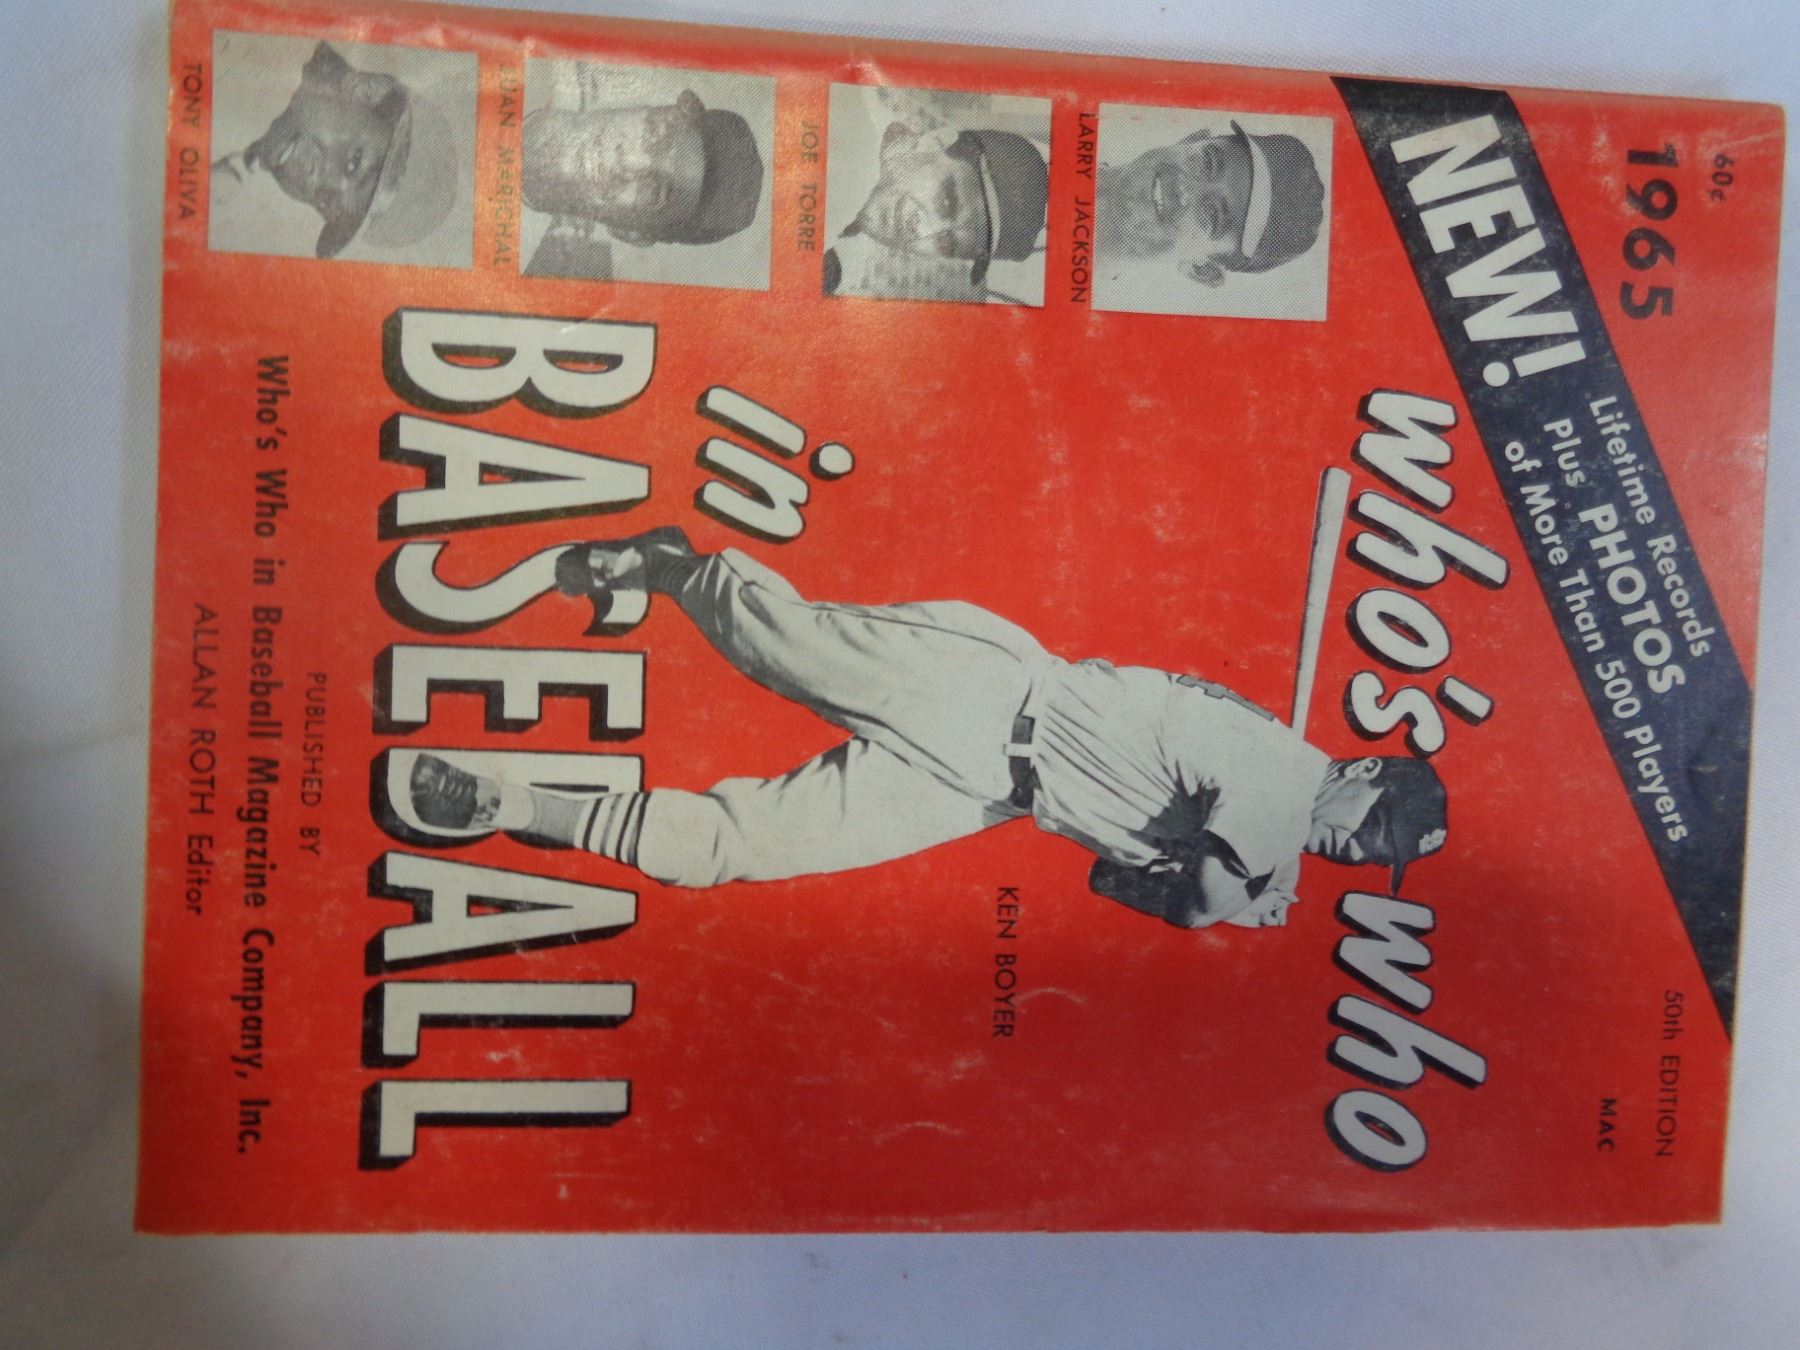 60¢
1965
50th EDITION
MAC
NEW!
Lifetime Records
Plus PHOTOS
of More Than 500 Players
who's who
in
BASEBALL
LARRY JACKSON
JOE TORRE
JUAN MARICHAL
TONY OLIVA
KEN BOYER
PUBLISHED BY
Who's Who in Baseball Magazine Company, Inc.
ALLAN ROTH Editor